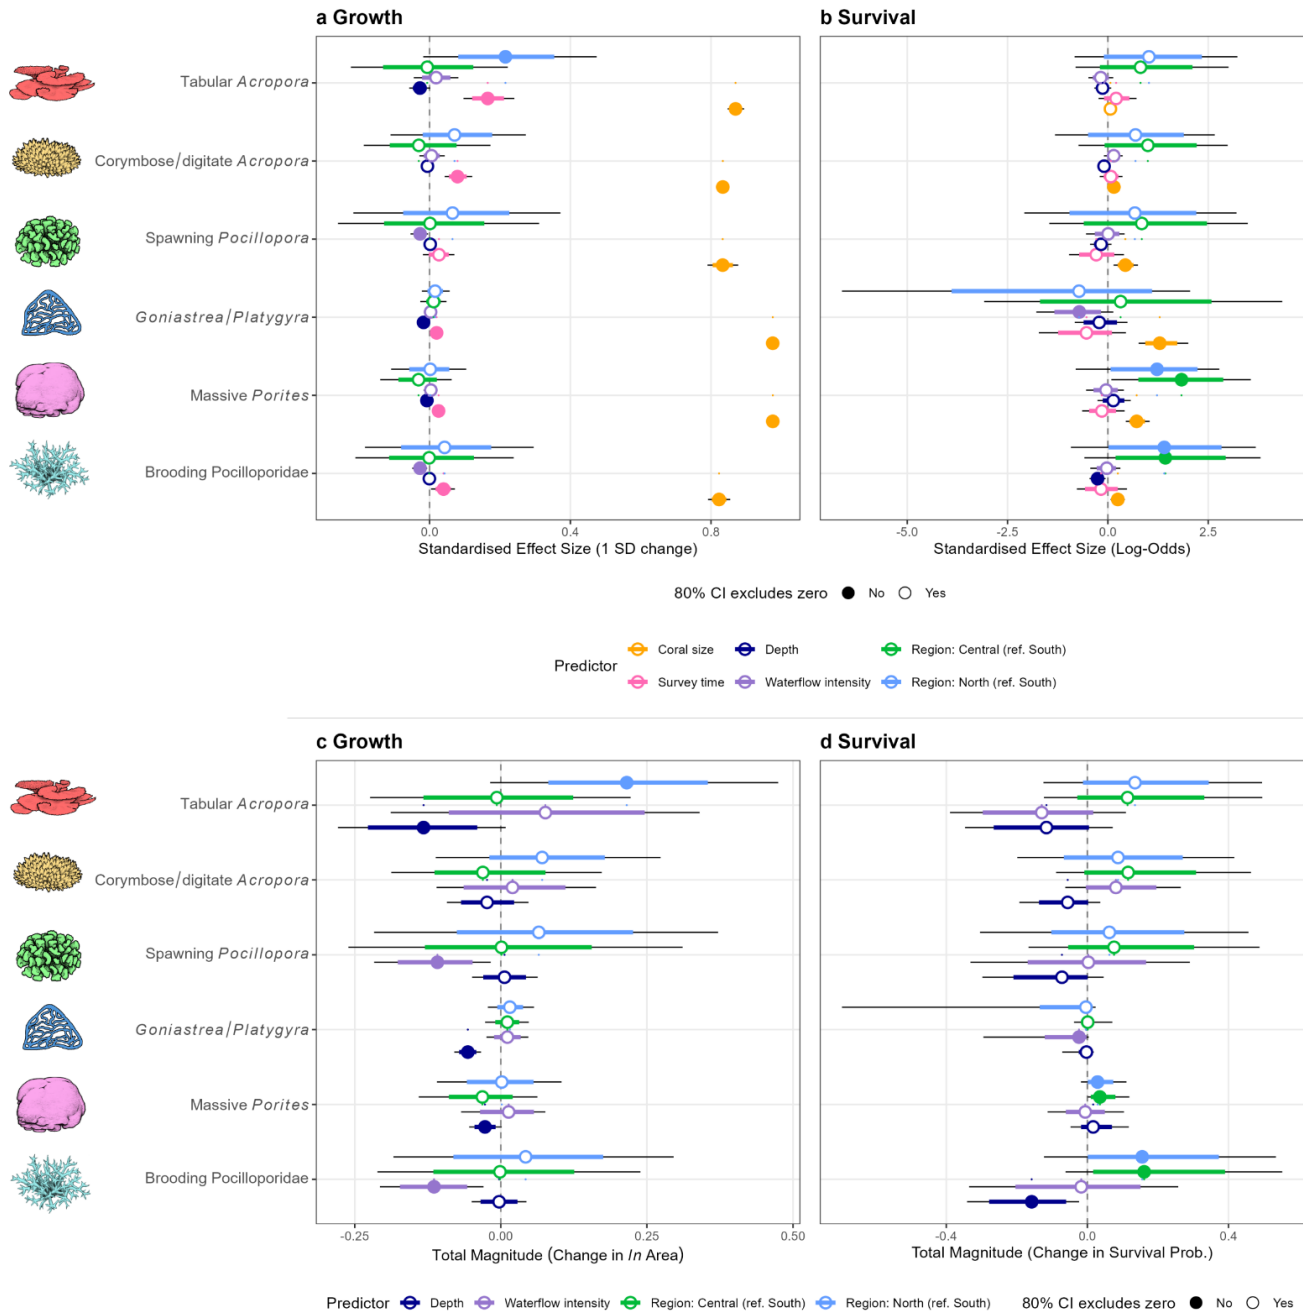 a Growth
b Survival
Tabular Acropora
Corymbose/digitate Acropora
Spawning Pocillopora
Goniastrea/Platygyra
Massive Porites
Brooding Pocilloporidae
0.0 0.4 0.8
-5.0 -2.5 0.0 2.5
Standardised Effect Size (1 SD change)
Standardised Effect Size (Log-Odds)
80% CI excludes zero No Yes
Predictor
Coral size Depth Region: Central (ref. South)
Survey time Waterflow intensity Region: North (ref. South)
c Growth
d Survival
Tabular Acropora
Corymbose/digitate Acropora
Spawning Pocillopora
Goniastrea/Platygyra
Massive Porites
Brooding Pocilloporidae
-0.25 0.00 0.25 0.50
-0.4 0.0 0.4
Total Magnitude (Change in ln Area)
Total Magnitude (Change in Survival Prob.)
Predictor Depth Waterflow intensity Region: Central (ref. South) Region: North (ref. South) 80% CI excludes zero No Yes